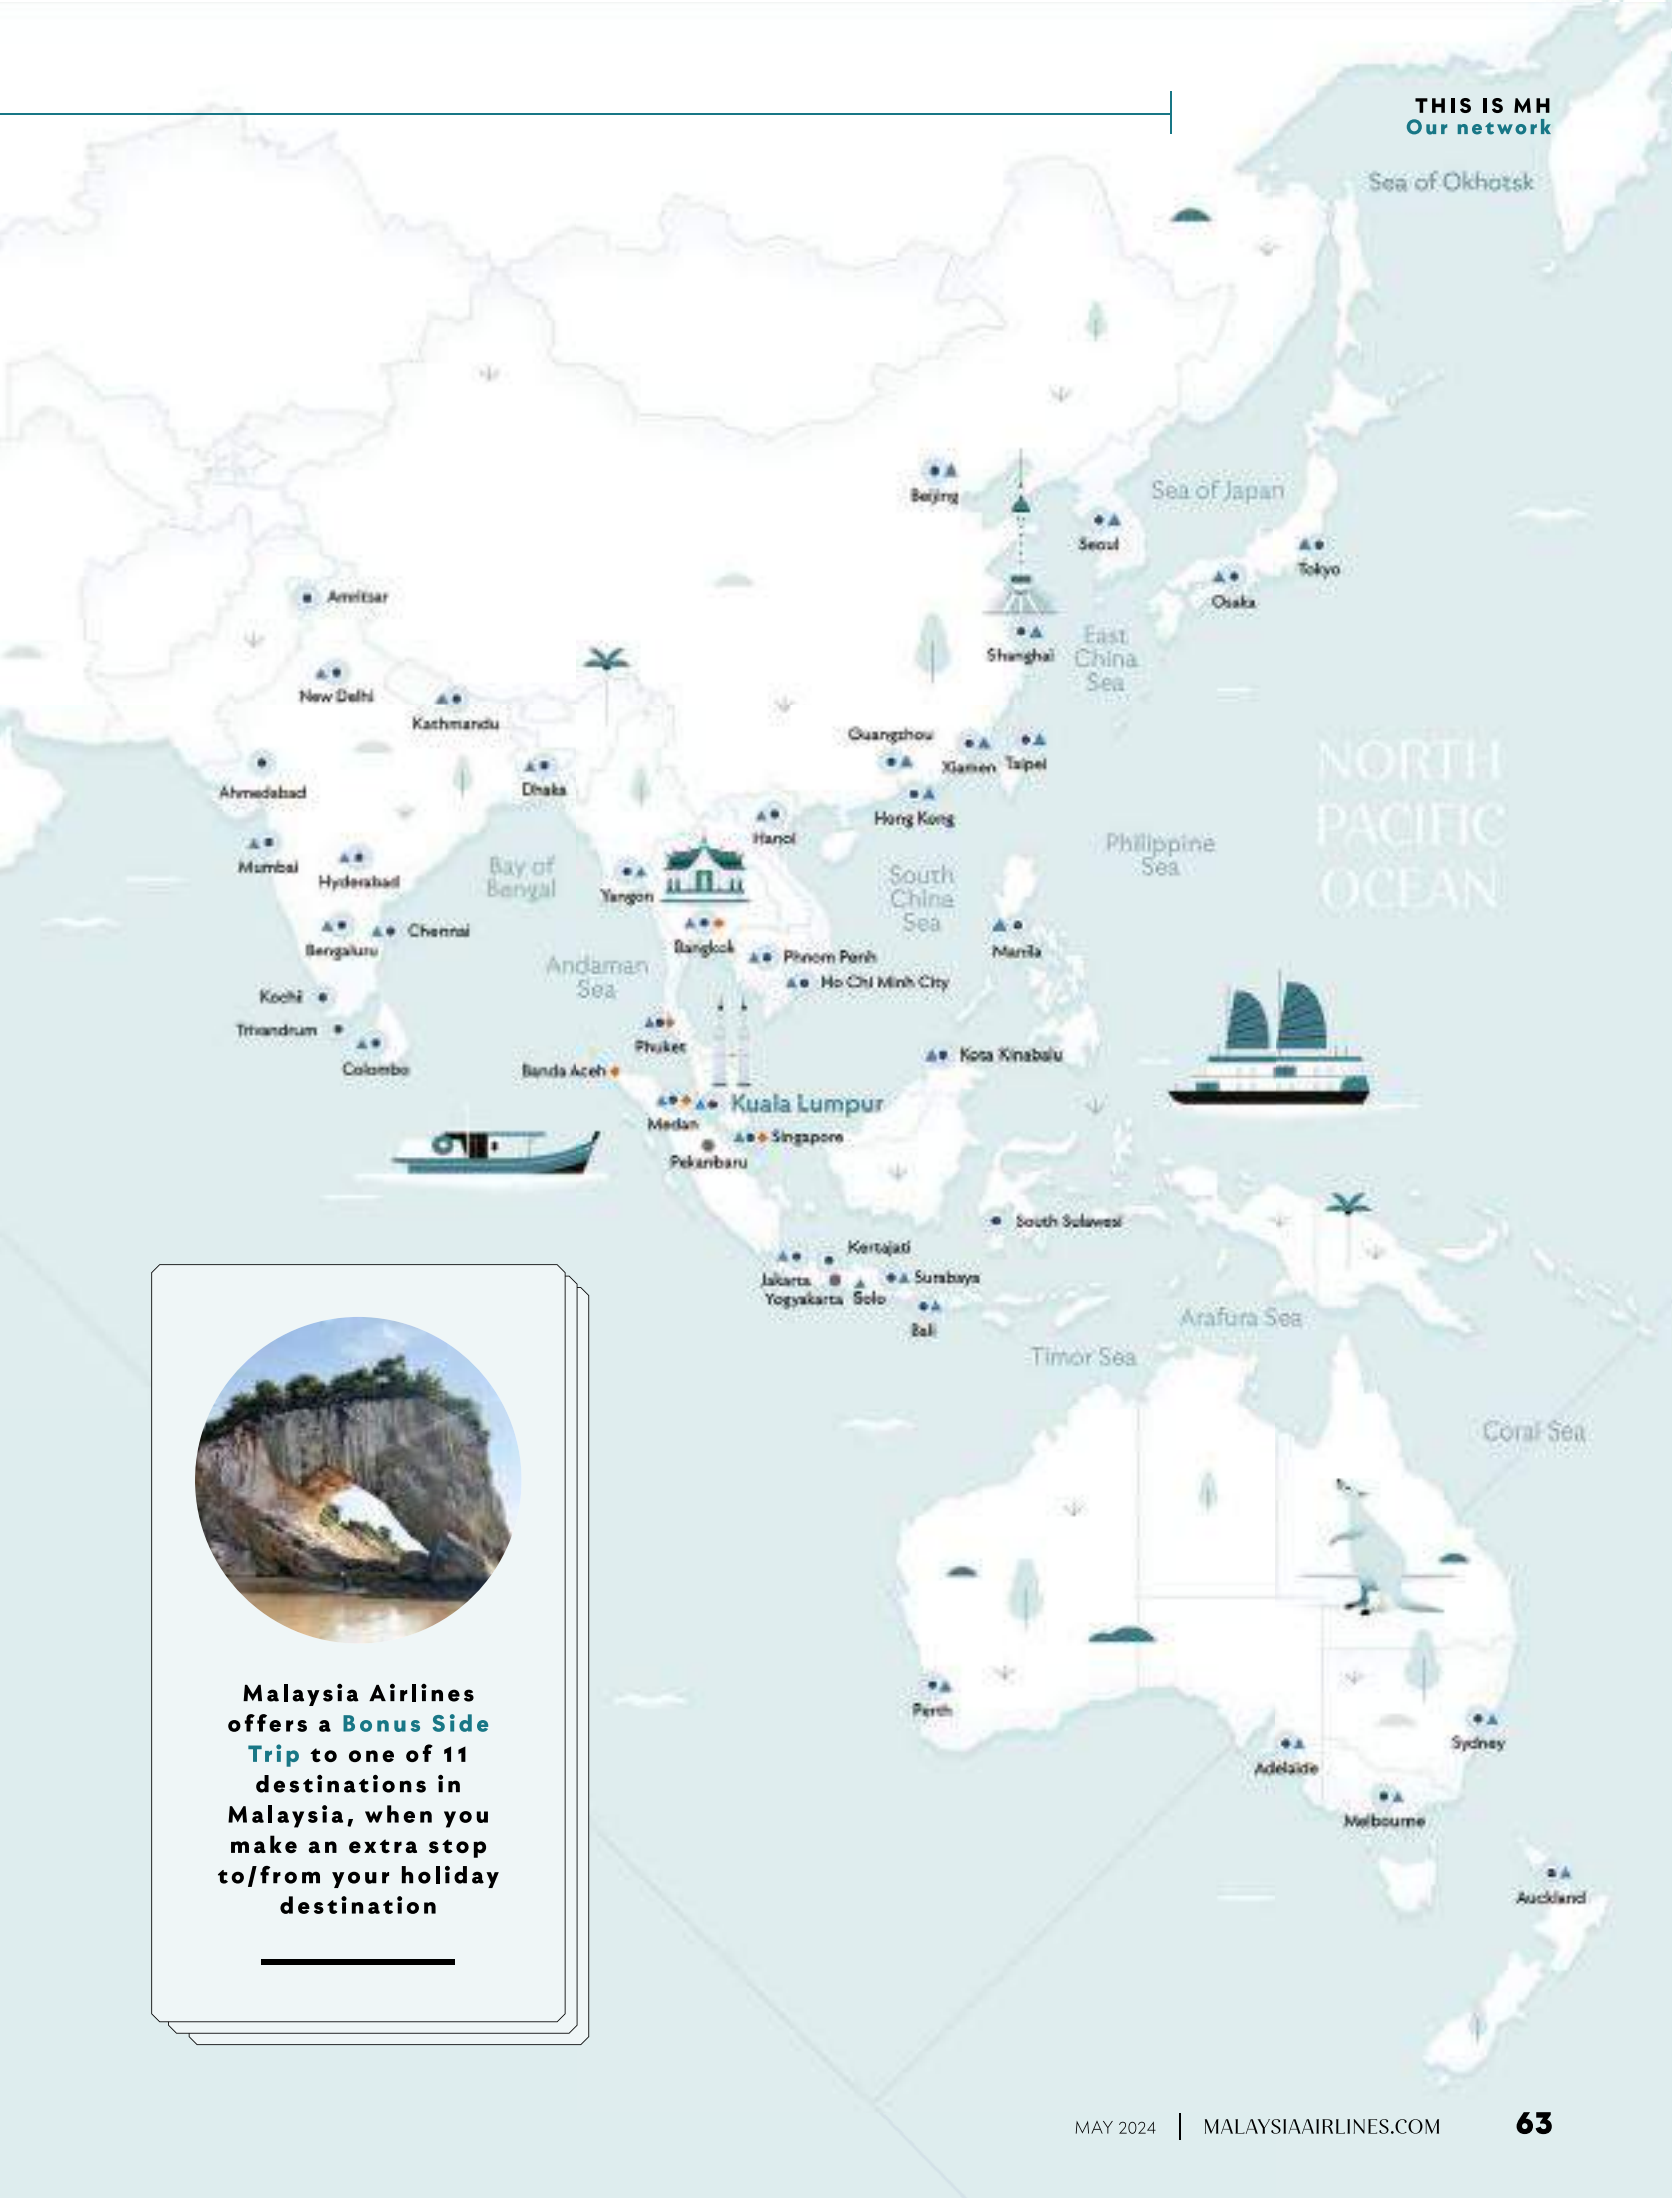 THIS IS MH
Our network
Sea of Okhotsk
Beijing
Sea of Japan
Seoul
Tokyo
Osaka
Amritsar
Shanghai
East
China
Sea
New Delhi
Kathmandu
Guangzhou
Xiamen
Taipei
Ahmedabad
Dhaka
Hong Kong
Hanoi
NORTH
PACIFIC
OCEAN
Philippine
Sea
Mumbai
Hyderabad
Bay of
Bengal
Yangon
South
China
Sea
Bengaluru
Chennai
Bangkok
Manila
Phnom Penh
Andaman
Sea
Ho Chi Minh City
Kochi
Trivandrum
Colombo
Phuket
Banda Aceh
Kota Kinabalu
Kuala Lumpur
Medan
Singapore
Pekanbaru
South Sulawesi
Kertajati
Jakarta
Surabaya
Yogyakarta
Solo
Bali
Arafura Sea
Timor Sea
Coral Sea
Perth
Sydney
Adelaide
Melbourne
Auckland
Malaysia Airlines
offers a Bonus Side
Trip to one of 11
destinations in
Malaysia, when you
make an extra stop
to/from your holiday
destination
MAY 2024 | MALAYSIAAIRLINES.COM 63